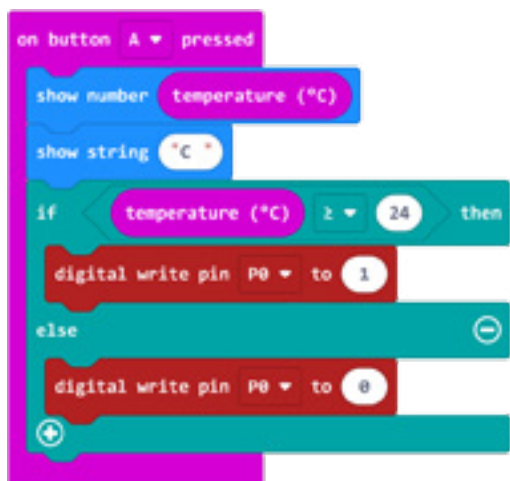 on button A pressed
show number temperature (°C)
show string "C "
if temperature (°C) ≥ 24 then
digital write pin P0 to 1
else
digital write pin P0 to 0